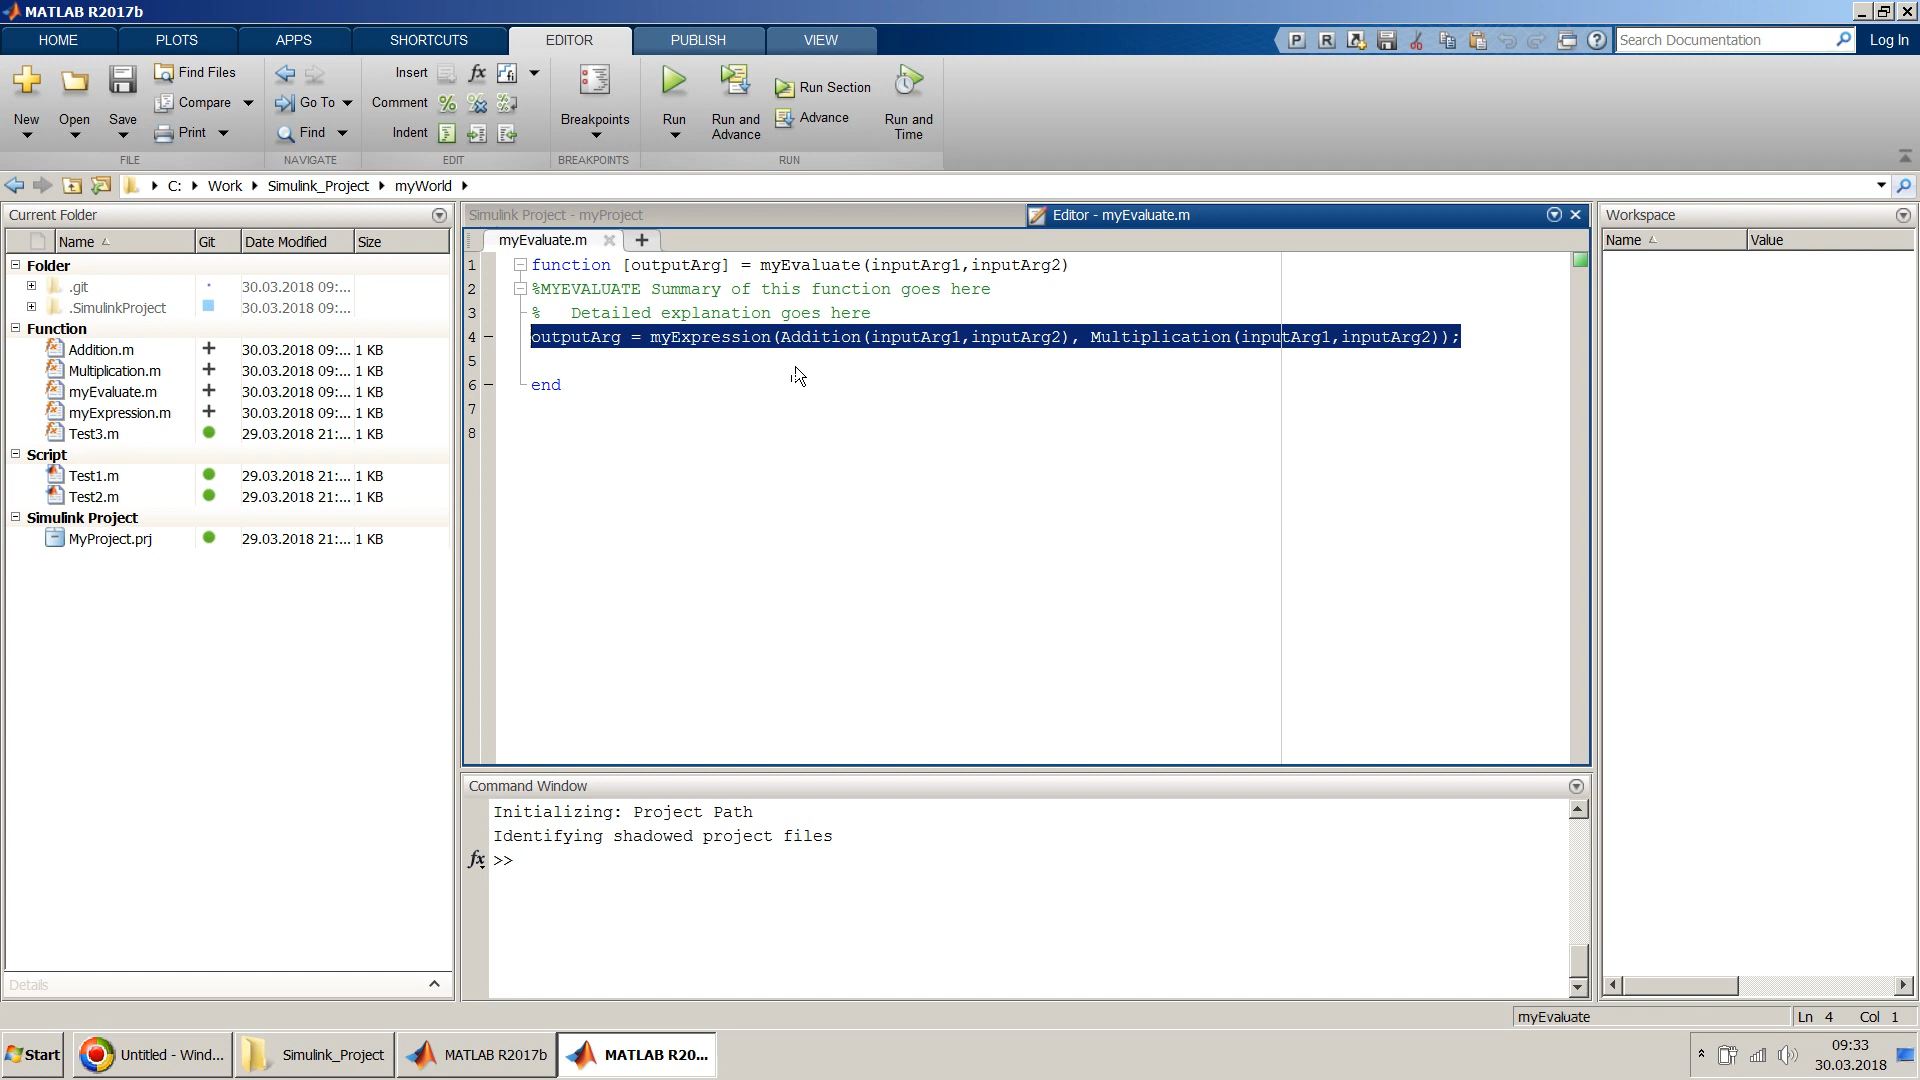 MATLAB R2017b
HOME
PLOTS
APPS
SHORTCUTS
EDITOR
PUBLISH
VIEW
Search Documentation
Log In
New
Open
Save
Find Files
Compare
Print
FILE
Go To
Find
NAVIGATE
Insert
Comment
Indent
EDIT
Breakpoints
BREAKPOINTS
Run
Run and Advance
Run Section
Advance
Run and Time
RUN
C: Work Simulink_Project myWorld
Current Folder
Name Git Date Modified Size
Folder
.git 30.03.2018 09:...
.SimulinkProject 30.03.2018 09:...
Function
Addition.m 30.03.2018 09:... 1 KB
Multiplication.m 30.03.2018 09:... 1 KB
myEvaluate.m 30.03.2018 09:... 1 KB
myExpression.m 30.03.2018 09:... 1 KB
Test3.m 29.03.2018 21:... 1 KB
Script
Test1.m 29.03.2018 21:... 1 KB
Test2.m 29.03.2018 21:... 1 KB
Simulink Project
MyProject.prj 29.03.2018 21:... 1 KB
Details
Simulink Project - myProject
Editor - myEvaluate.m
myEvaluate.m
1 function [outputArg] = myEvaluate(inputArg1,inputArg2)
2 %MYEVALUATE Summary of this function goes here
3 %   Detailed explanation goes here
4 outputArg = myExpression(Addition(inputArg1,inputArg2), Multiplication(inputArg1,inputArg2));
5
6 end
7
8
Command Window
Initializing: Project Path
Identifying shadowed project files
fx >>
Workspace
Name Value
myEvaluate
Ln 4 Col 1
Start
Untitled - Wind...
Simulink_Project
MATLAB R2017b
MATLAB R20...
09:33
30.03.2018